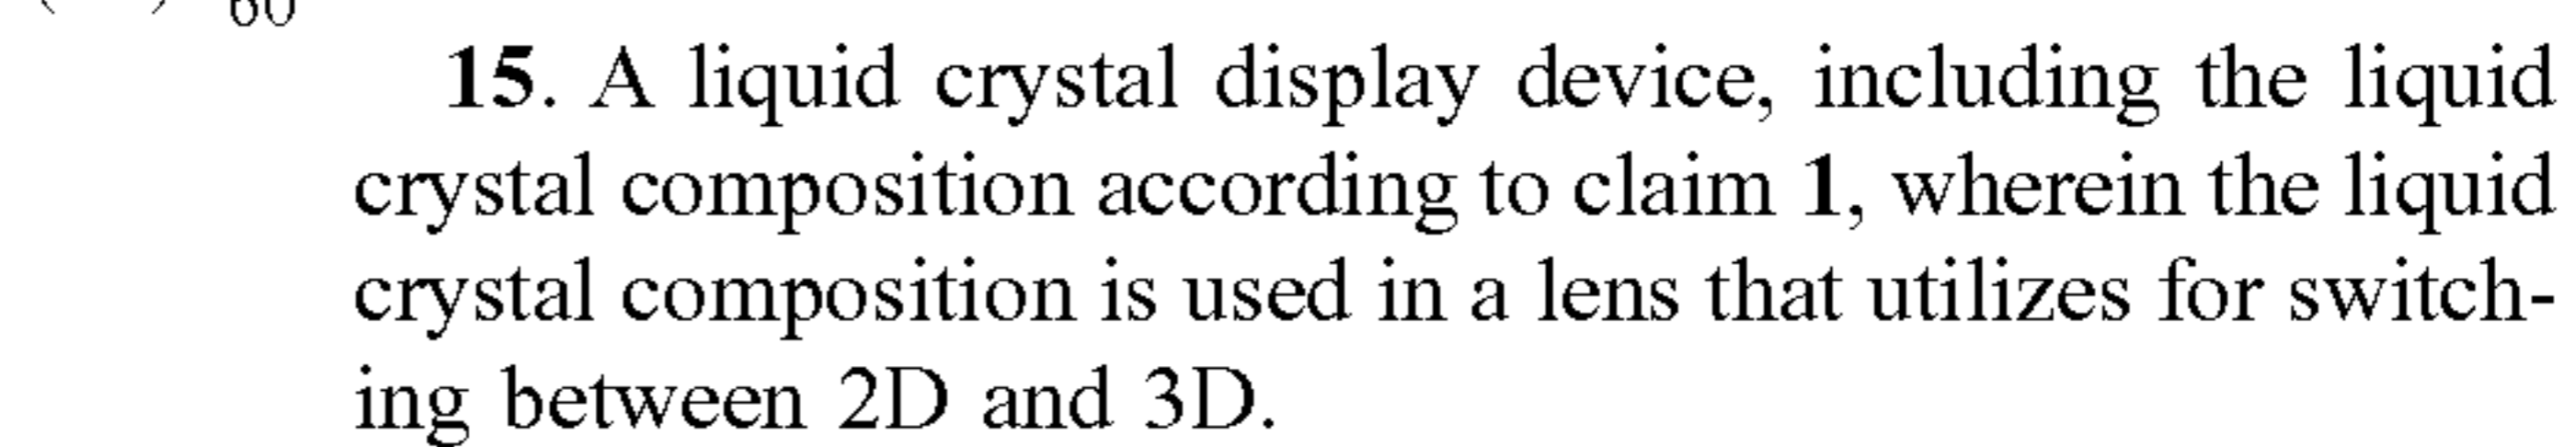 60
15. A liquid crystal display device, including the liquid
crystal composition according to claim 1, wherein the liquid
crystal composition is used in a lens that utilizes for switch-
ing between 2D and 3D.